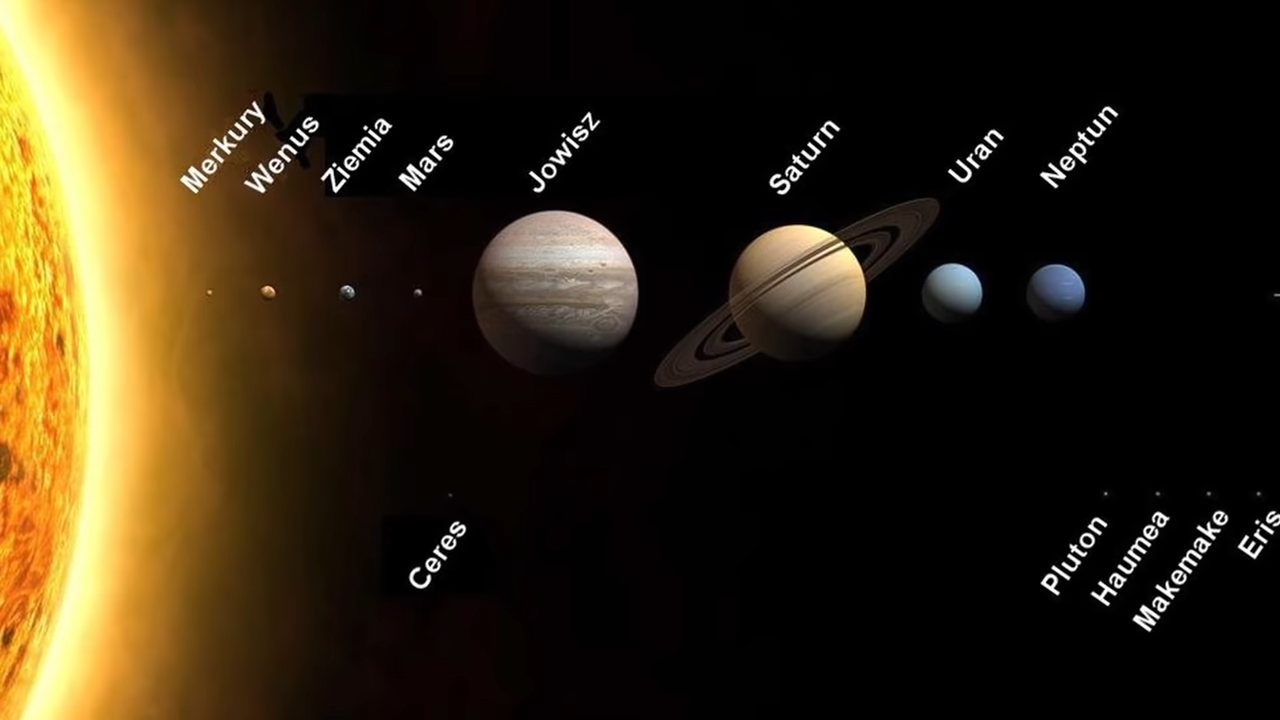 Merkury
Wenus
Ziemia
Mars
Jowisz
Saturn
Uran
Neptun
Ceres
Pluton
Haumea
Makemake
Eris